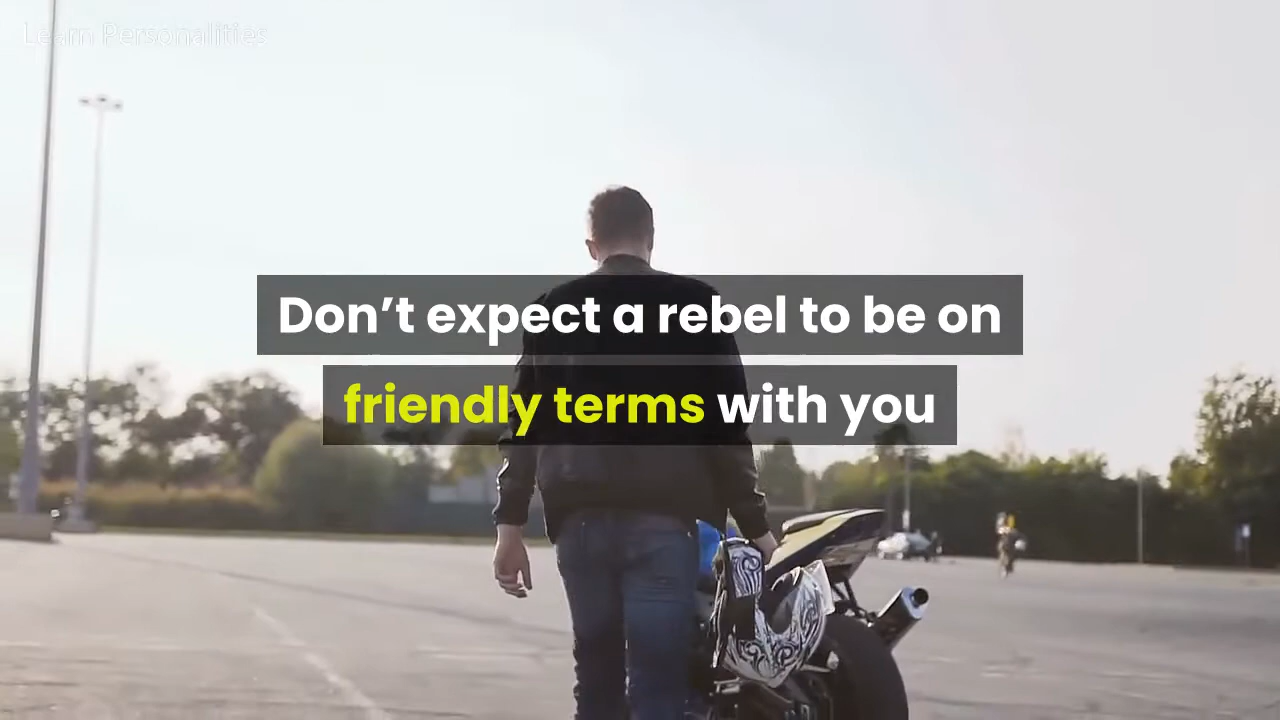 Learn Personalities
Don’t expect a rebel to be on
friendly terms with you